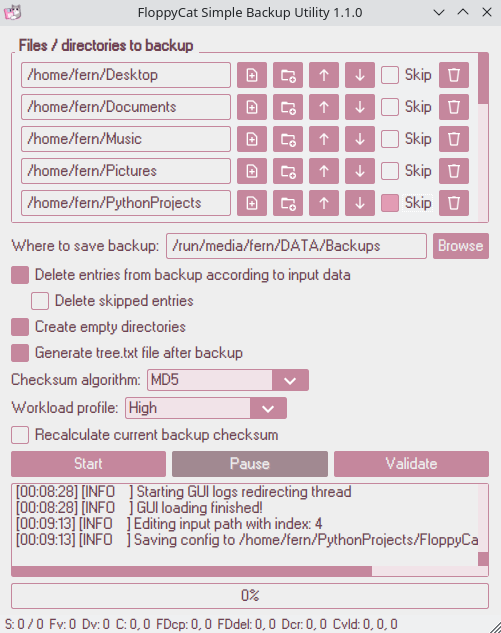 FloppyCat Simple Backup Utility 1.1.0
Files / directories to backup
/home/fern/Desktop Skip
/home/fern/Documents Skip
/home/fern/Music Skip
/home/fern/Pictures Skip
/home/fern/PythonProjects Skip
Where to save backup: /run/media/fern/DATA/Backups Browse
Delete entries from backup according to input data
Delete skipped entries
Create empty directories
Generate tree.txt file after backup
Checksum algorithm: MD5
Workload profile: High
Recalculate current backup checksum
Start Pause Validate
[00:08:28] [INFO    ] Starting GUI logs redirecting thread
[00:08:28] [INFO    ] GUI loading finished!
[00:09:13] [INFO    ] Editing input path with index: 4
[00:09:13] [INFO    ] Saving config to /home/fern/PythonProjects/FloppyCa
0%
S: 0 / 0 Fv: 0 Dv: 0 C: 0, 0 FDcp: 0, 0 FDdel: 0, 0 Dcr: 0, 0 Cvld: 0, 0, 0